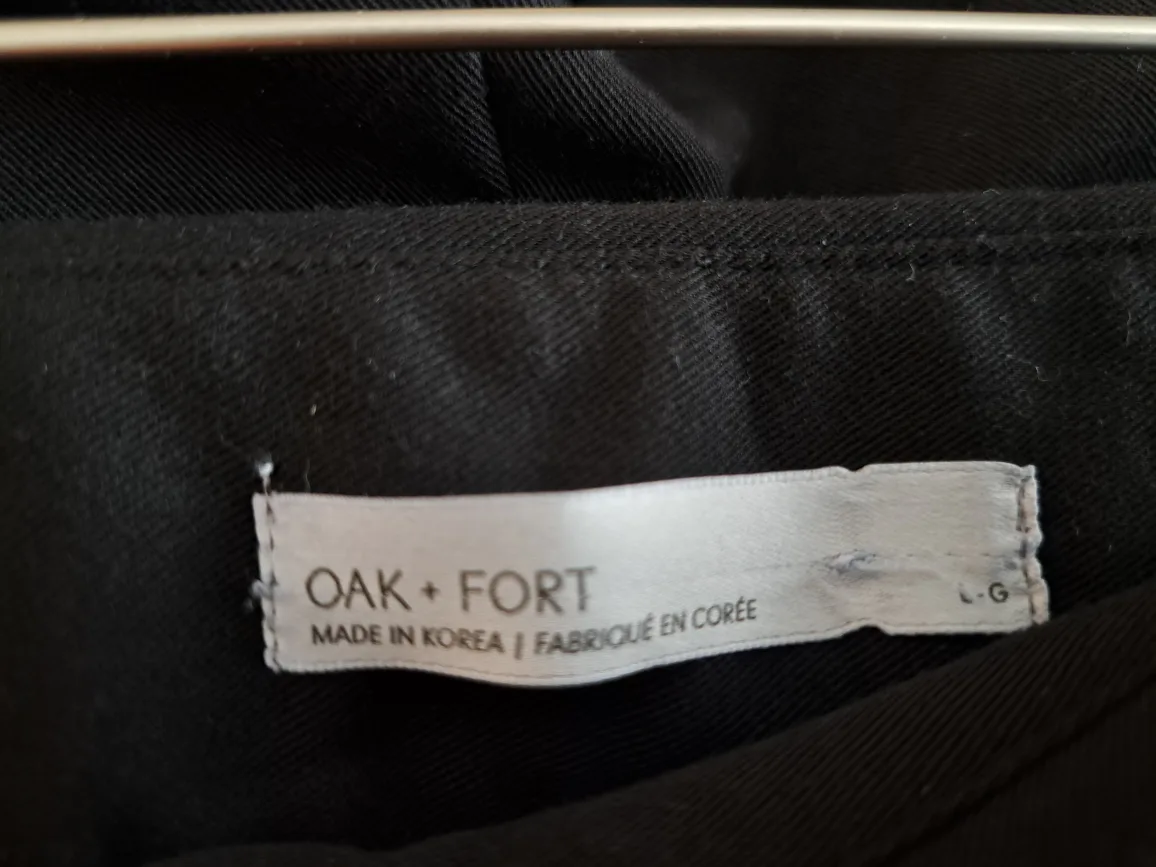 OAK + FORT
MADE IN KOREA | FABRIQUÉ EN CORÉE
L-G